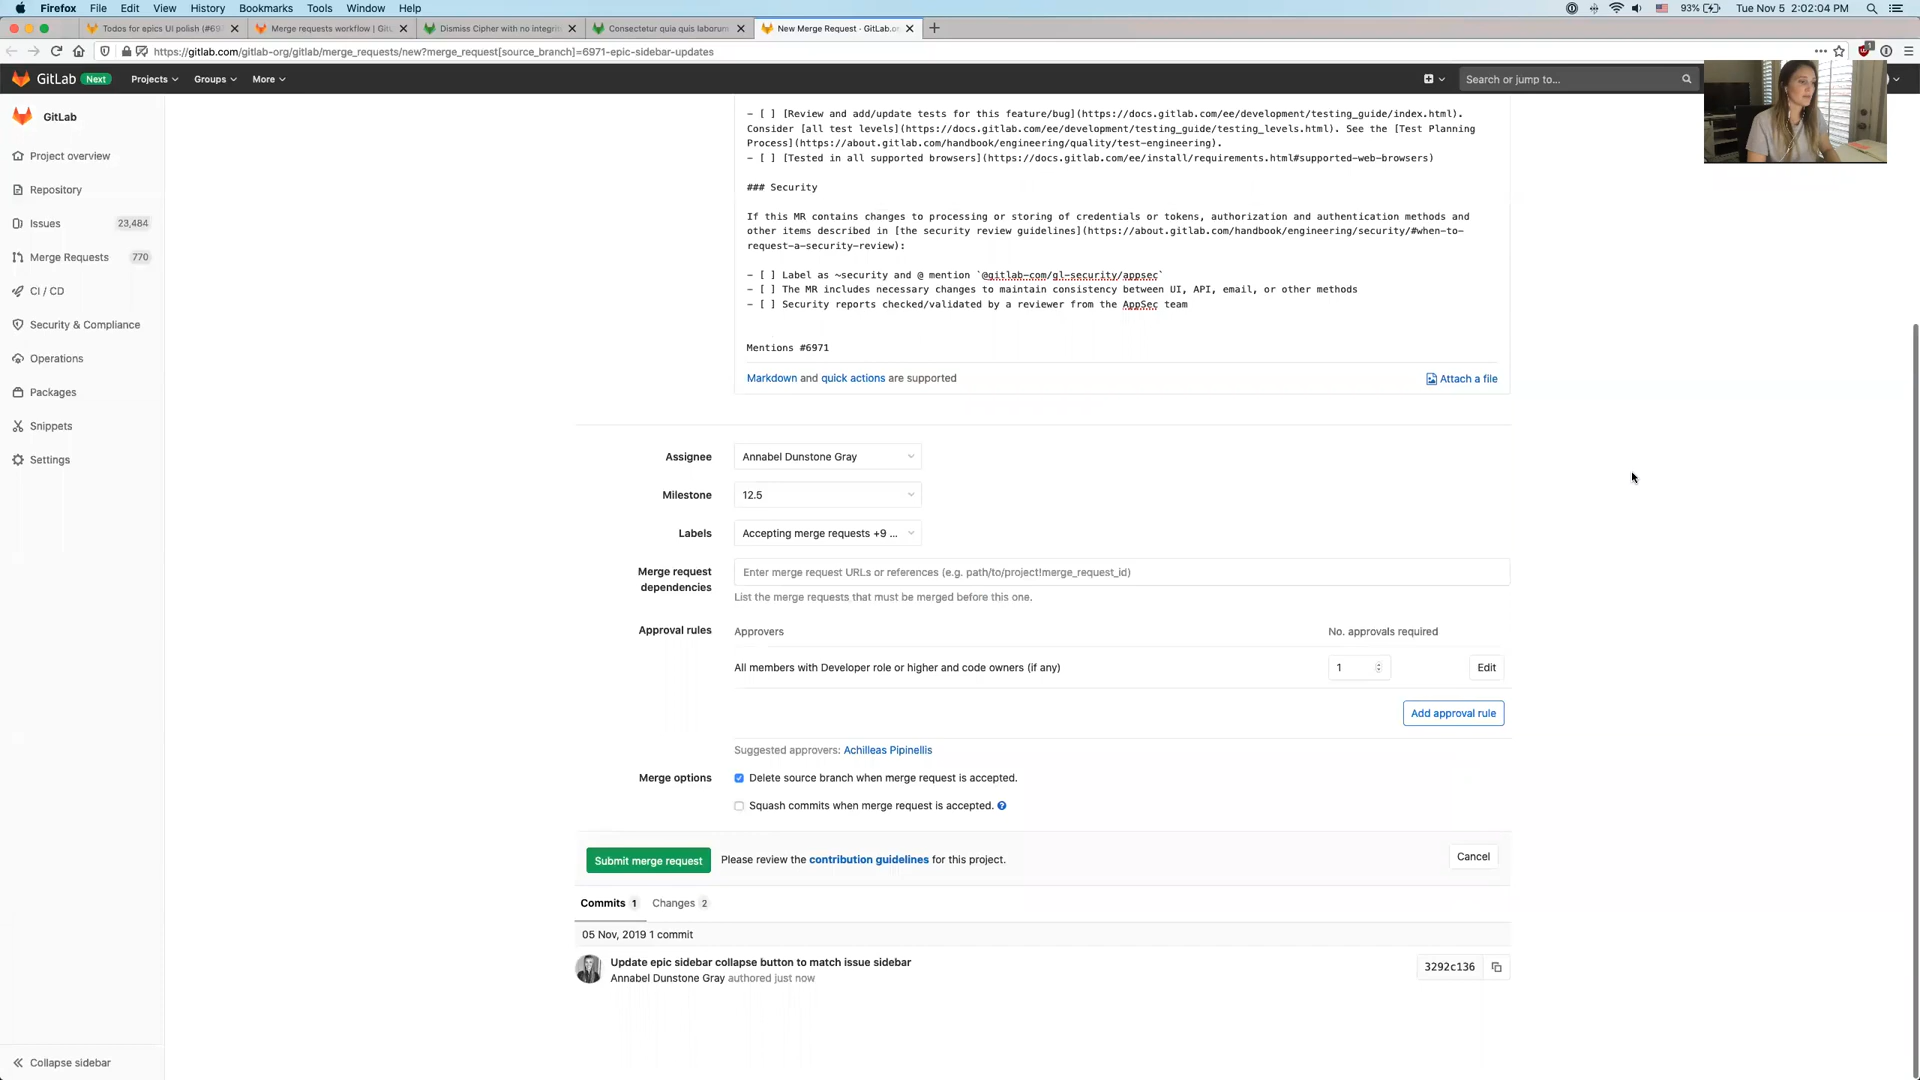 Firefox File Edit View History Bookmarks Tools Window Help 93% Tue Nov 5 2:02:04 PM
Todos for epics UI polish (#69 Merge requests workflow | GitL Dismiss Cipher with no integrit Consectetur quia quis laborum New Merge Request · GitLab.o
https://gitlab.com/gitlab-org/gitlab/merge_requests/new?merge_request[source_branch]=6971-epic-sidebar-updates
GitLab Next Projects Groups More Search or jump to...
GitLab
Project overview
Repository
Issues 23,484
Merge Requests 770
CI / CD
Security & Compliance
Operations
Packages
Snippets
Settings
Collapse sidebar
- [ ] [Review and add/update tests for this feature/bug](https://docs.gitlab.com/ee/development/testing_guide/index.html).
Consider [all test levels](https://docs.gitlab.com/ee/development/testing_guide/testing_levels.html). See the [Test Planning
Process](https://about.gitlab.com/handbook/engineering/quality/test-engineering).
- [ ] [Tested in all supported browsers](https://docs.gitlab.com/ee/install/requirements.html#supported-web-browsers)
### Security
If this MR contains changes to processing or storing of credentials or tokens, authorization and authentication methods and
other items described in [the security review guidelines](https://about.gitlab.com/handbook/engineering/security/#when-to-
request-a-security-review):
- [ ] Label as ~security and @ mention `@gitlab-com/gl-security/appsec`
- [ ] The MR includes necessary changes to maintain consistency between UI, API, email, or other methods
- [ ] Security reports checked/validated by a reviewer from the AppSec team
Mentions #6971
Markdown and quick actions are supported Attach a file
Assignee Annabel Dunstone Gray
Milestone 12.5
Labels Accepting merge requests +9 ...
Merge request
dependencies
Enter merge request URLs or references (e.g. path/to/project!merge_request_id)
List the merge requests that must be merged before this one.
Approval rules Approvers No. approvals required
All members with Developer role or higher and code owners (if any) 1 Edit
Add approval rule
Suggested approvers: Achilleas Pipinellis
Merge options Delete source branch when merge request is accepted.
Squash commits when merge request is accepted.
Submit merge request Please review the contribution guidelines for this project. Cancel
Commits 1 Changes 2
05 Nov, 2019 1 commit
Update epic sidebar collapse button to match issue sidebar
Annabel Dunstone Gray authored just now
3292c136